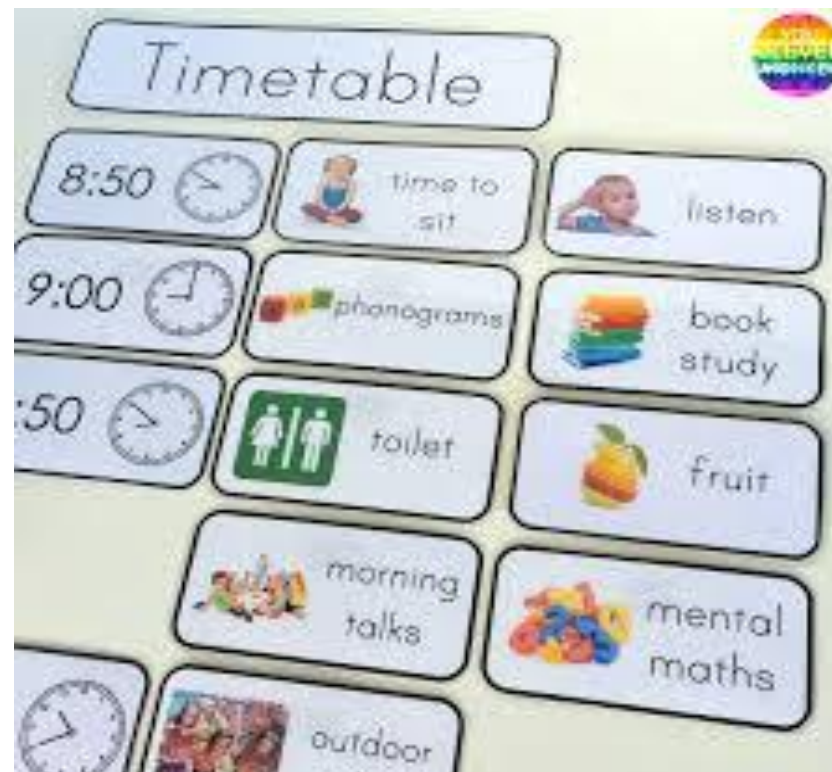 Timetable
8:50
time to
sit
listen
9:00
phonograms
book
study
:50
toilet
fruit
morning
talks
mental
maths
outdoor